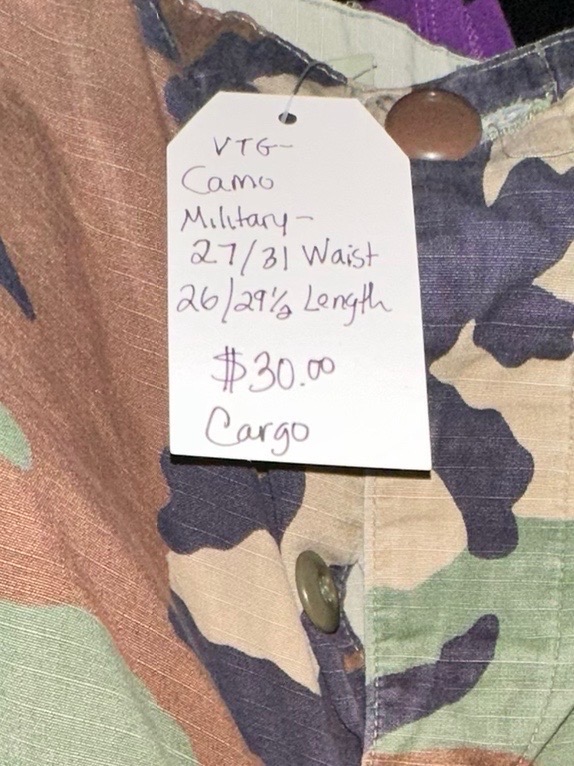 VTG-
Camo
Military-
27/31 Waist
26/29½ Length
$30.00
Cargo